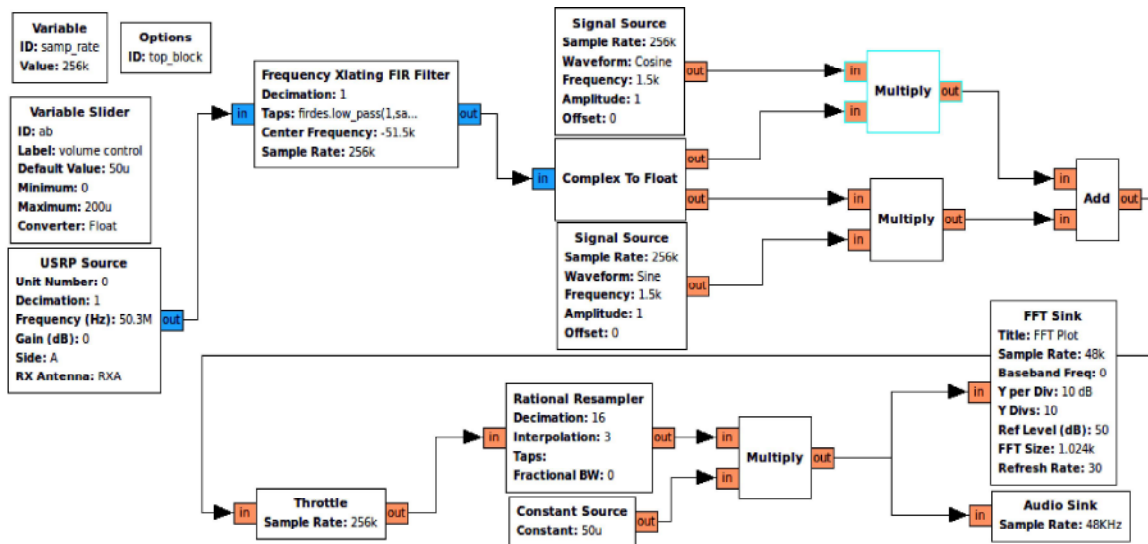 Variable
ID: samp_rate
Value: 256k
Options
ID: top_block
Variable Slider
ID: ab
Label: volume control
Default Value: 50u
Minimum: 0
Maximum: 200u
Converter: Float
USRP Source
Unit Number: 0
Decimation: 1
Frequency (Hz): 50.3M
Gain (dB): 0
Side: A
RX Antenna: RXA
out
Frequency Xlating FIR Filter
Decimation: 1
Taps: firdes.low_pass(1,sa...
Center Frequency: -51.5k
Sample Rate: 256k
in
out
Signal Source
Sample Rate: 256k
Waveform: Cosine
Frequency: 1.5k
Amplitude: 1
Offset: 0
out
in
Complex To Float
out
out
Signal Source
Sample Rate: 256k
Waveform: Sine
Frequency: 1.5k
Amplitude: 1
Offset: 0
out
in
in
Multiply
out
in
in
Multiply
out
in
in
Add
out
in
Throttle
Sample Rate: 256k
out
in
Rational Resampler
Decimation: 16
Interpolation: 3
Taps:
Fractional BW: 0
out
Constant Source
Constant: 50u
out
in
in
Multiply
out
in
FFT Sink
Title: FFT Plot
Sample Rate: 48k
Baseband Freq: 0
Y per Div: 10 dB
Y Divs: 10
Ref Level (dB): 50
FFT Size: 1.024k
Refresh Rate: 30
in
Audio Sink
Sample Rate: 48KHz